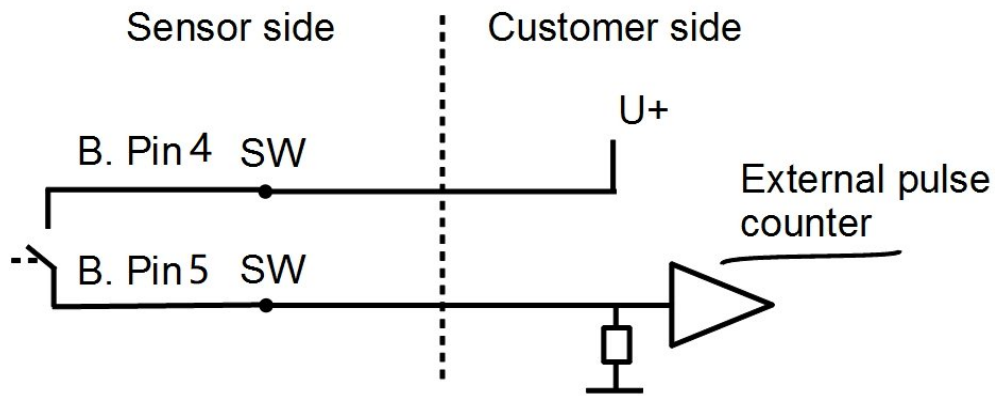 Sensor side
Customer side
U+
B. Pin 4 SW
External pulse
counter
B. Pin 5 SW